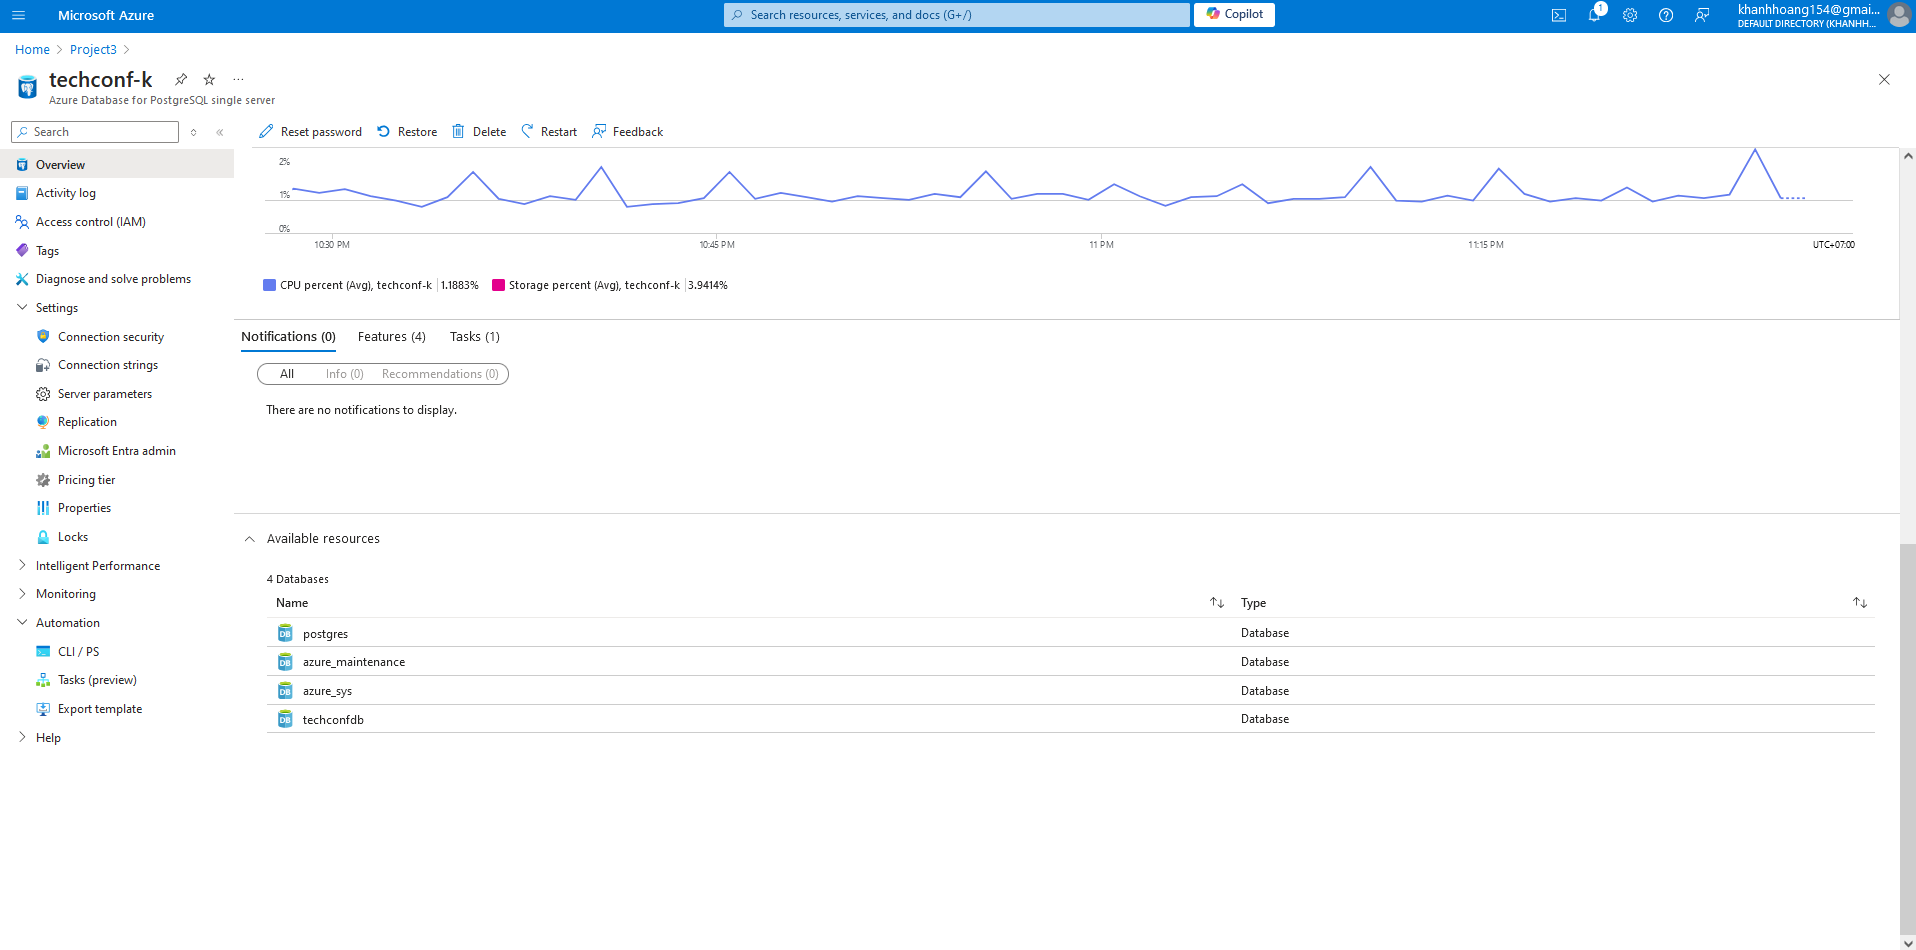 Microsoft Azure
Search resources, services, and docs (G+/)
Copilot
1
khanhhoang154@gmai...
DEFAULT DIRECTORY (KHANHH...
Home
Project3
techconf-k
Azure Database for PostgreSQL single server
Search
Overview
Activity log
Access control (IAM)
Tags
Diagnose and solve problems
Settings
Connection security
Connection strings
Server parameters
Replication
Microsoft Entra admin
Pricing tier
Properties
Locks
Intelligent Performance
Monitoring
Automation
CLI / PS
Tasks (preview)
Export template
Help
Reset password
Restore
Delete
Restart
Feedback
2%
1%
0%
10:30 PM
10:45 PM
11 PM
11:15 PM
UTC+07:00
CPU percent (Avg), techconf-k
1.1883%
Storage percent (Avg), techconf-k
3.9414%
Notifications (0)
Features (4)
Tasks (1)
All
Info (0)
Recommendations (0)
There are no notifications to display.
Available resources
4 Databases
Name
Type
DB postgres
Database
DB azure_maintenance
Database
DB azure_sys
Database
DB techconfdb
Database